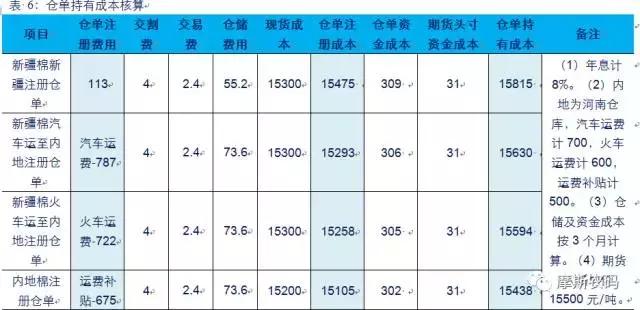 表 6：仓单持有成本核算
项目 仓单注册费用 交割费 交易费 仓储费用 现货成本 仓单注册成本 仓单资金成本 期货头寸资金成本 仓单持有成本 备注
新疆棉新疆注册仓单 113 4 2.4 55.2 15300 15475 309 31 15815
新疆棉汽车运至内地注册仓单 汽车运费-787 4 2.4 73.6 15300 15293 306 31 15630
新疆棉火车运至内地注册仓单 火车运费-722 4 2.4 73.6 15300 15258 305 31 15594
内地棉注册仓单 运费补贴-675 4 2.4 73.6 15200 15105 302 31 15438
（1）年息计
8%。（2）内
地为河南仓
库，汽车运费
计 700，火车
运费计 600，
运费补贴计
500。（3）仓
储及资金成本
按 3 个月计
算。（4）期货
15500 元/吨。
摩斯牧码